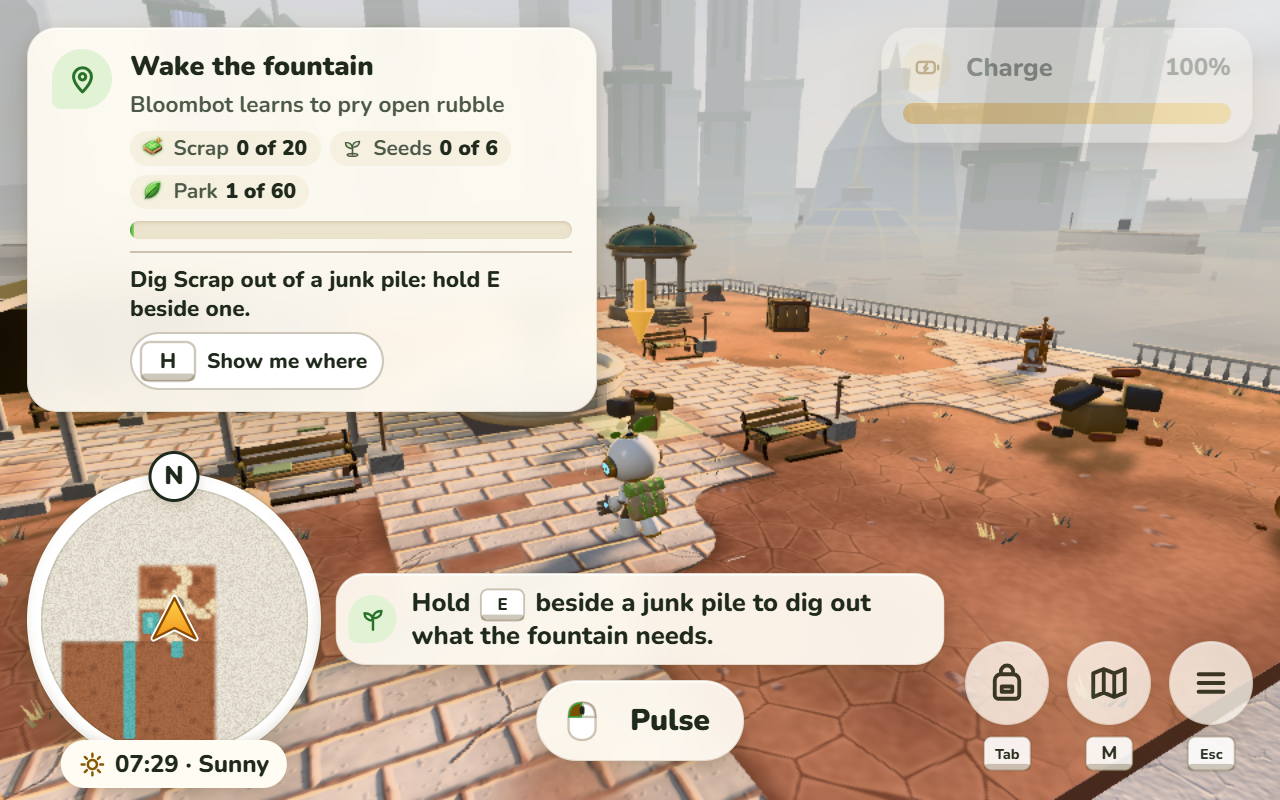 Wake the fountain
Bloombot learns to pry open rubble
Scrap 0 of 20 Seeds 0 of 6
Park 1 of 60
Dig Scrap out of a junk pile: hold E
beside one.
H Show me where
Charge 100%
N
07:29 · Sunny
Hold E beside a junk pile to dig out
what the fountain needs.
Pulse
Tab M Esc